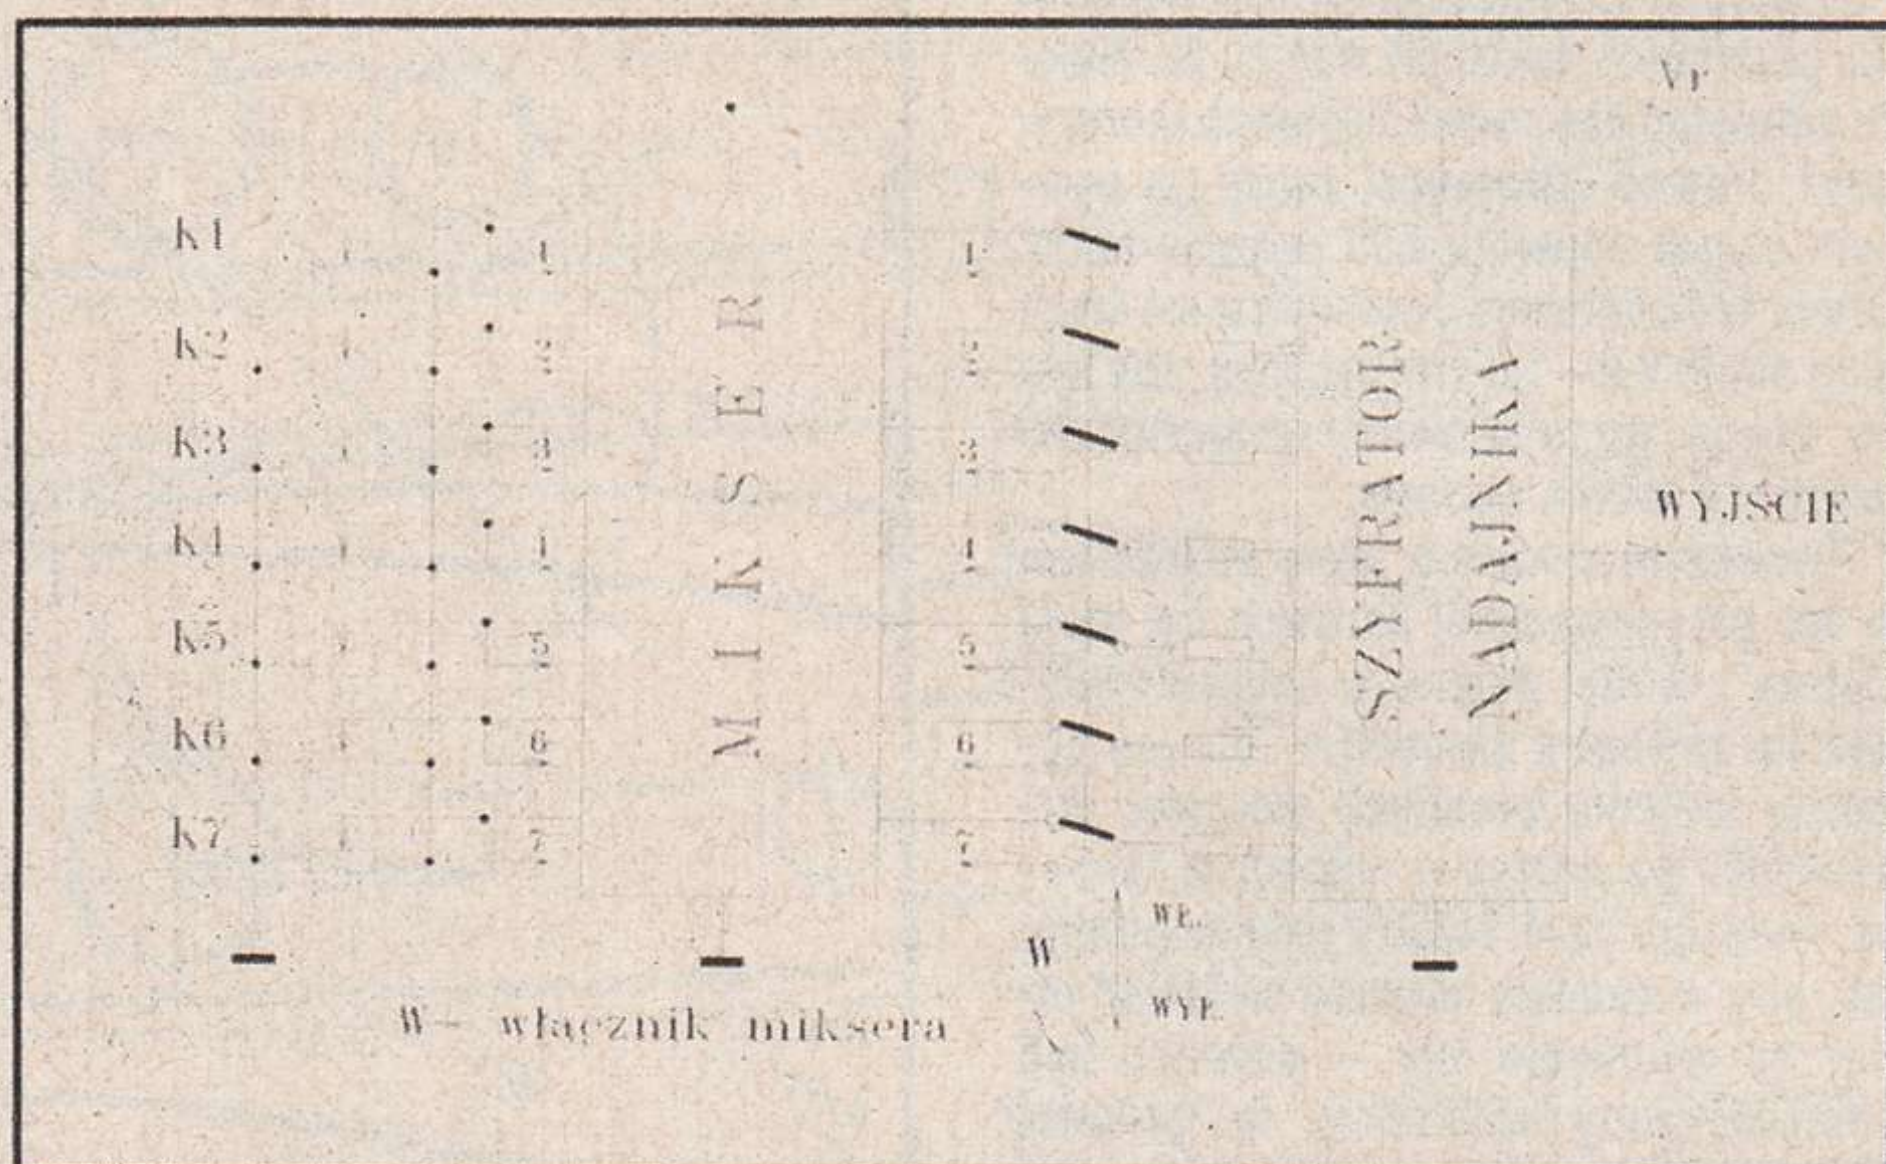 K1
K2
K3
K4
K5
K6
K7
1
2
3
4
5
6
7
MIKSER
1
2
3
4
5
6
7
SZYFRATOR
NADAJNIKA
WYJŚCIE
W
WŁ.
WYŁ.
W— włącznik miksera